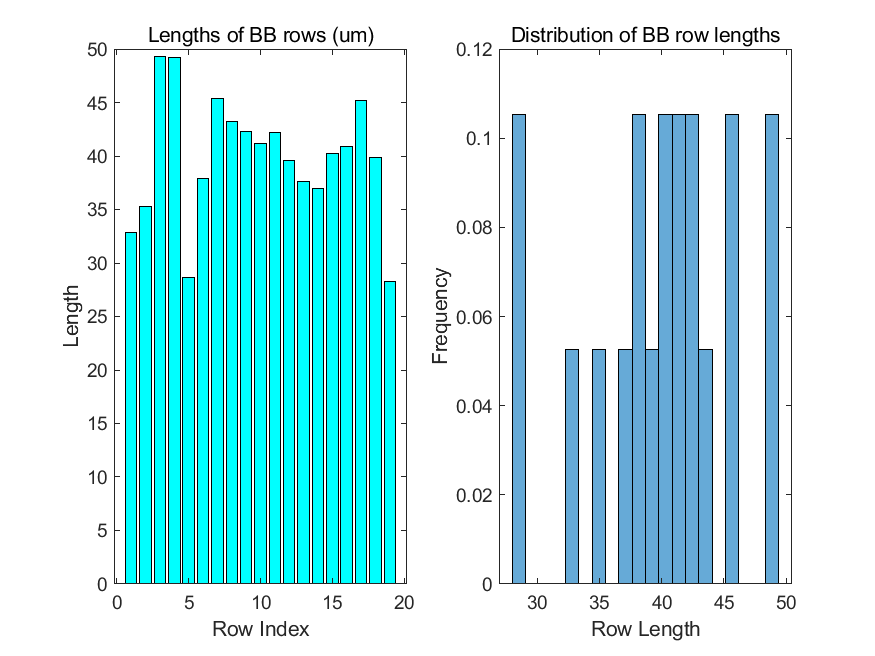 Lengths of BB rows (um)
50
45
40
35
30
25
20
15
10
5
0
Length
0 5 10 15 20
Row Index
Distribution of BB row lengths
0.12
0.1
0.08
0.06
0.04
0.02
0
Frequency
30 35 40 45 50
Row Length